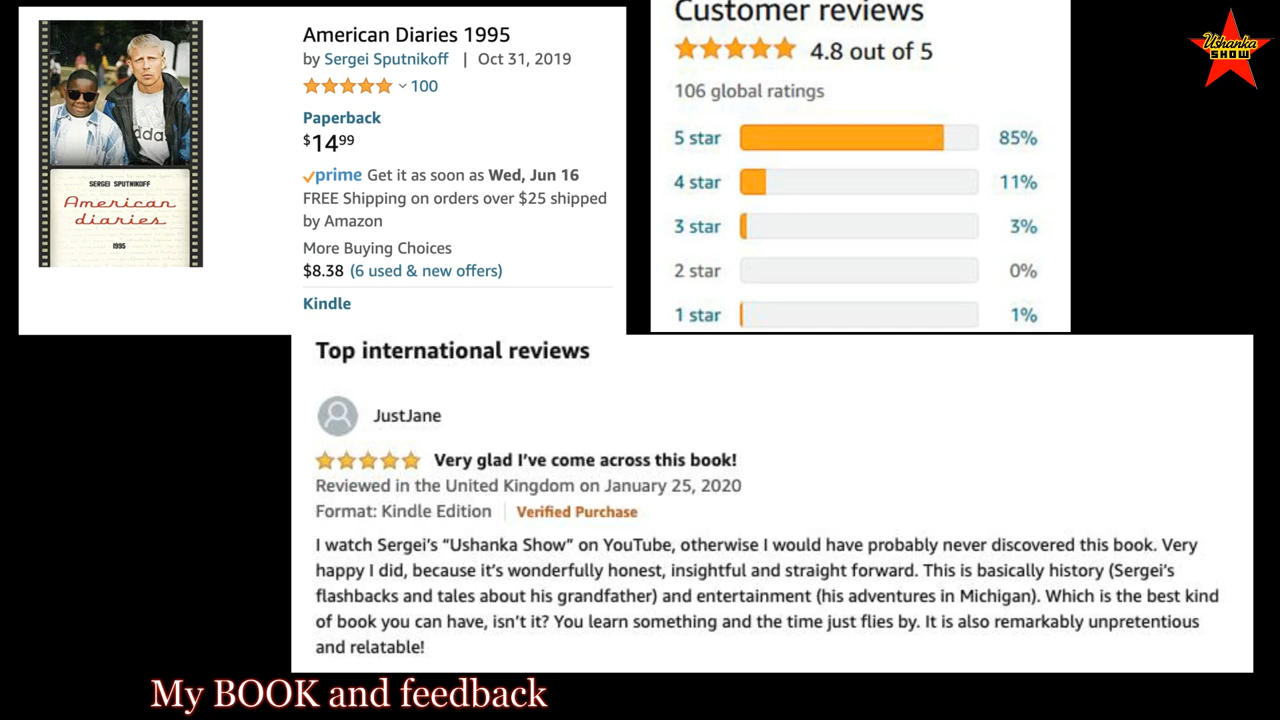 American Diaries 1995
by Sergei Sputnikoff | Oct 31, 2019
100
Paperback
$14 99
prime Get it as soon as Wed, Jun 16
FREE Shipping on orders over $25 shipped
by Amazon
More Buying Choices
$8.38 (6 used & new offers)
Kindle
adidas
SERGEI SPUTNIKOFF
American
diaries
1995
Customer reviews
4.8 out of 5
106 global ratings
5 star 85%
4 star 11%
3 star 3%
2 star 0%
1 star 1%
Ushanka
SHOW
Top international reviews
JustJane
Very glad I've come across this book!
Reviewed in the United Kingdom on January 25, 2020
Format: Kindle Edition | Verified Purchase
I watch Sergei's "Ushanka Show" on YouTube, otherwise I would have probably never discovered this book. Very
happy I did, because it's wonderfully honest, insightful and straight forward. This is basically history (Sergei's
flashbacks and tales about his grandfather) and entertainment (his adventures in Michigan). Which is the best kind
of book you can have, isn't it? You learn something and the time just flies by. It is also remarkably unpretentious
and relatable!
My BOOK and feedback